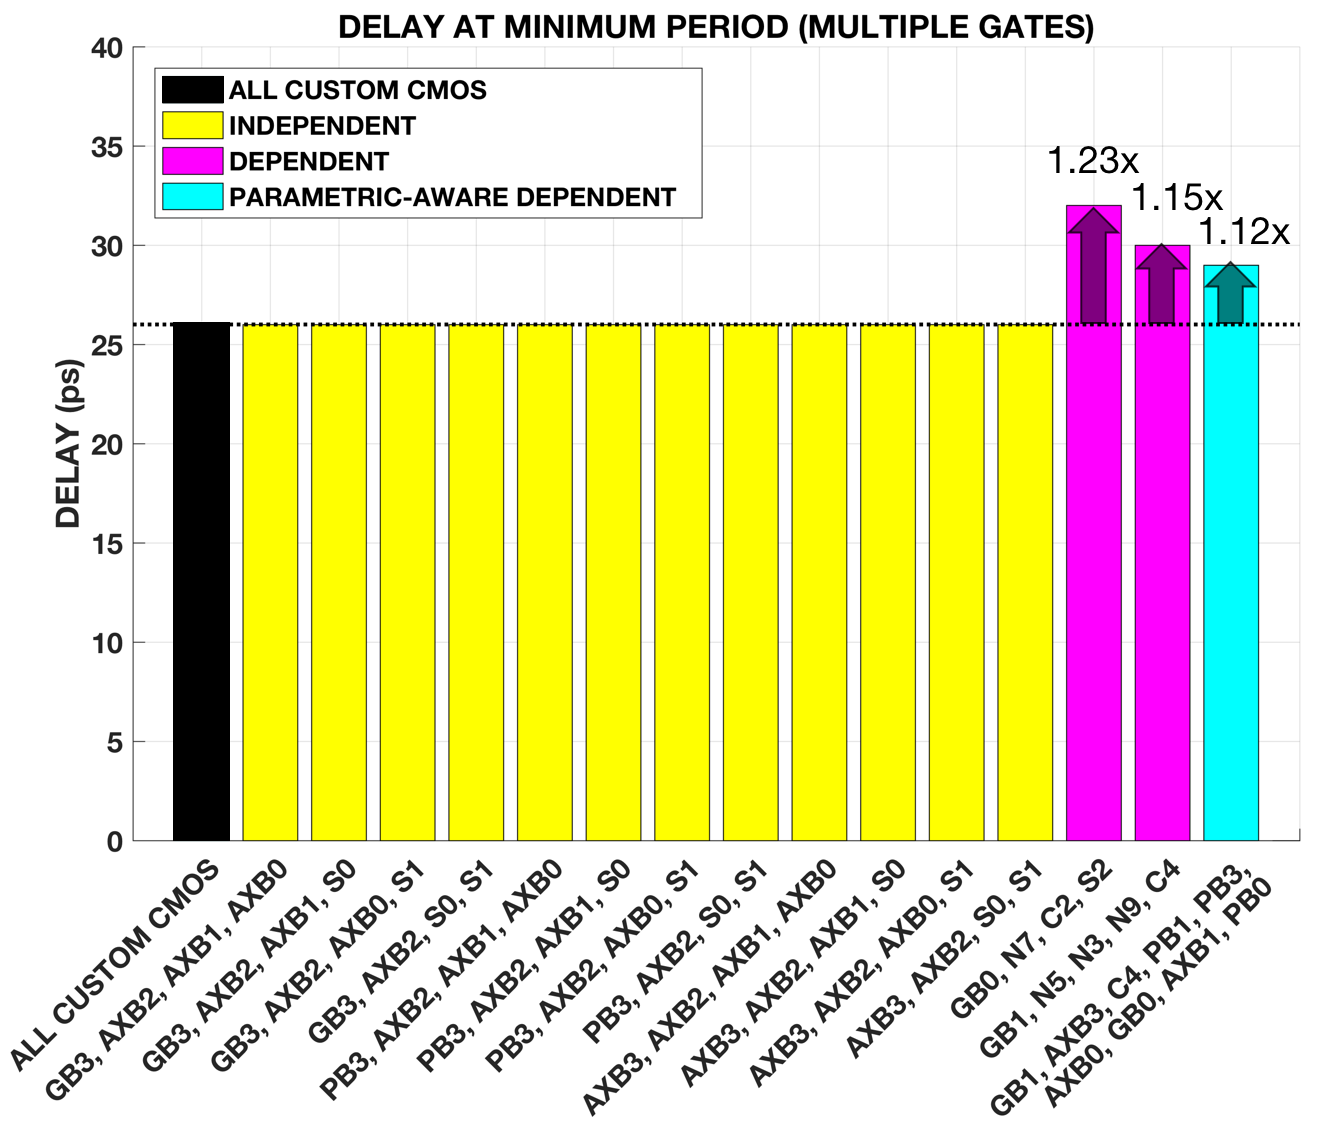 DELAY AT MINIMUM PERIOD (MULTIPLE GATES)
ALL CUSTOM CMOS
INDEPENDENT
DEPENDENT
PARAMETRIC-AWARE DEPENDENT
1.23x
1.15x
1.12x
DELAY (ps)
40
35
30
25
20
15
10
5
0
ALL CUSTOM CMOS
GB3, AXB2, AXB1, AXB0
GB3, AXB2, AXB1, S0
GB3, AXB2, AXB0, S1
GB3, AXB2, S0, S1
PB3, AXB2, AXB1, AXB0
PB3, AXB2, AXB1, S0
PB3, AXB2, AXB0, S1
PB3, AXB2, S0, S1
AXB3, AXB2, AXB1, AXB0
AXB3, AXB2, AXB1, S0
AXB3, AXB2, AXB0, S1
AXB3, AXB2, S0, S1
GB0, N7, C2, S2
GB1, N5, N3, N9, C4
GB1, AXB3, C4, PB1, PB3,
AXB0, GB0, AXB1, PB0